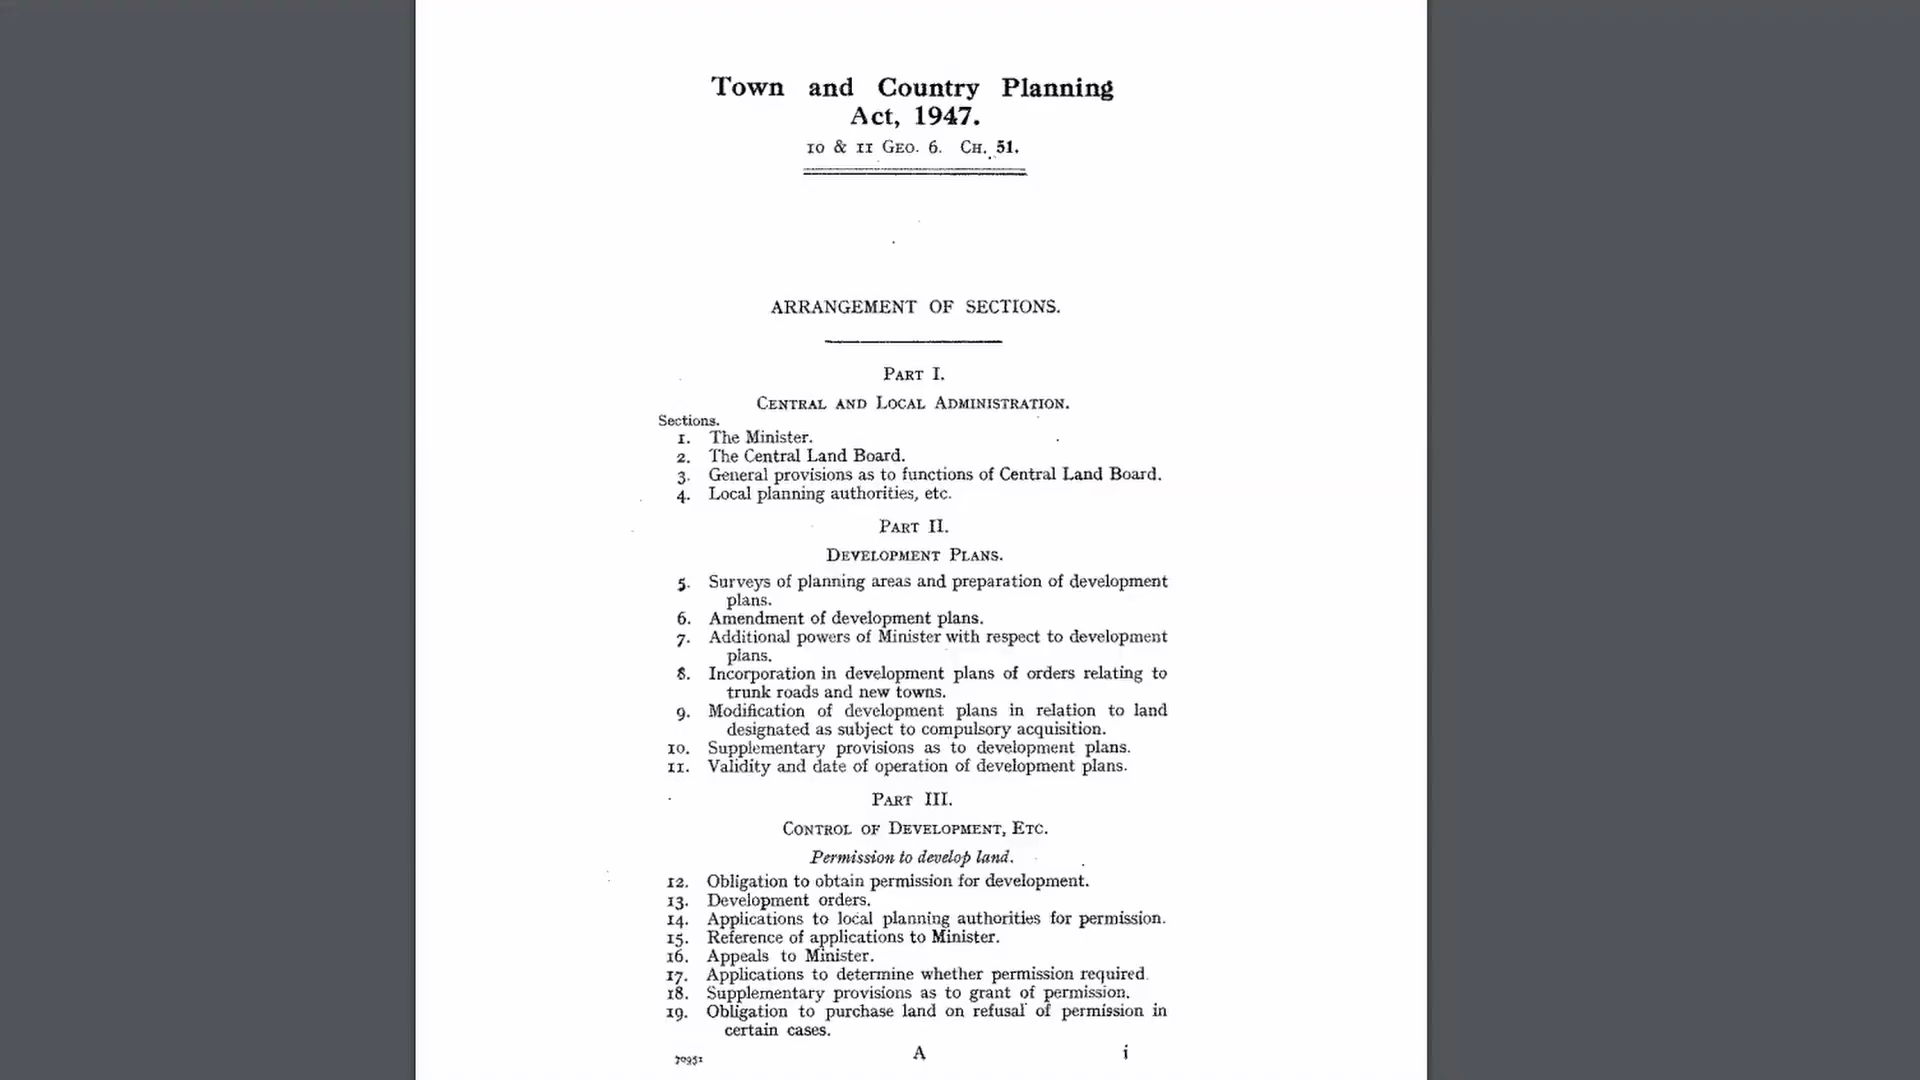 Town and Country Planning
Act, 1947.
10 & 11 GEO. 6. CH. 51.
ARRANGEMENT OF SECTIONS.
PART I.
CENTRAL AND LOCAL ADMINISTRATION.
Sections.
1. The Minister.
2. The Central Land Board.
3. General provisions as to functions of Central Land Board.
4. Local planning authorities, etc.
PART II.
DEVELOPMENT PLANS.
5. Surveys of planning areas and preparation of development
plans.
6. Amendment of development plans.
7. Additional powers of Minister with respect to development
plans.
8. Incorporation in development plans of orders relating to
trunk roads and new towns.
9. Modification of development plans in relation to land
designated as subject to compulsory acquisition.
10. Supplementary provisions as to development plans.
11. Validity and date of operation of development plans.
PART III.
CONTROL OF DEVELOPMENT, ETC.
Permission to develop land.
12. Obligation to obtain permission for development.
13. Development orders.
14. Applications to local planning authorities for permission.
15. Reference of applications to Minister.
16. Appeals to Minister.
17. Applications to determine whether permission required.
18. Supplementary provisions as to grant of permission.
19. Obligation to purchase land on refusal of permission in
certain cases.
70951 A i